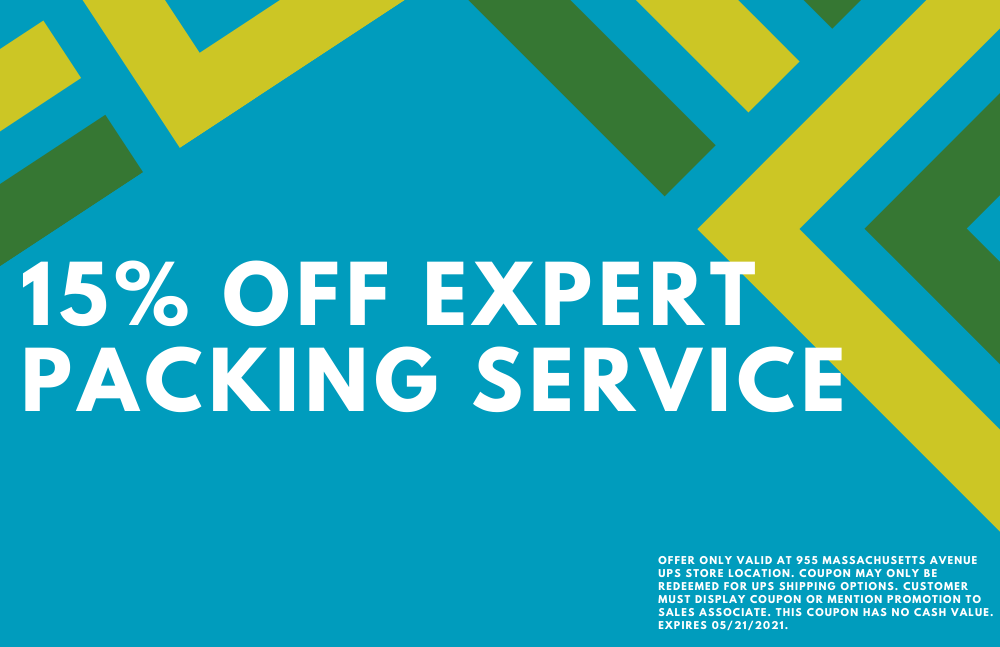 15% OFF EXPERT
PACKING SERVICE
OFFER ONLY VALID AT 955 MASSACHUSETTS AVENUE
UPS STORE LOCATION. COUPON MAY ONLY BE
REDEEMED FOR UPS SHIPPING OPTIONS. CUSTOMER
MUST DISPLAY COUPON OR MENTION PROMOTION TO
SALES ASSOCIATE. THIS COUPON HAS NO CASH VALUE.
EXPIRES 05/21/2021.